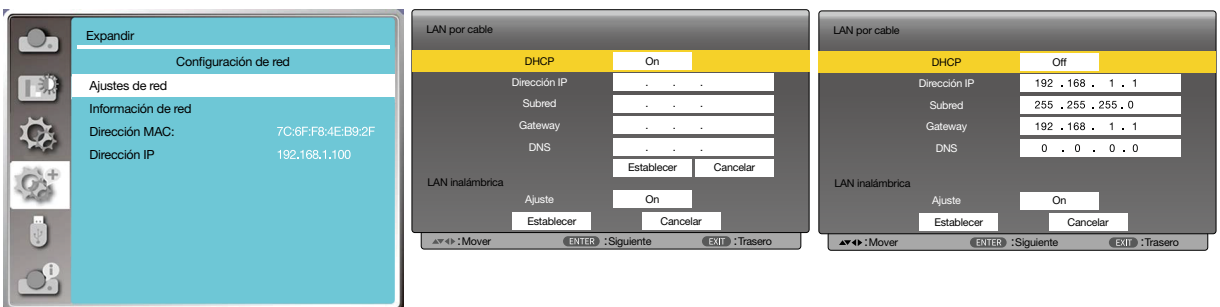 Expandir
Configuración de red
Ajustes de red
Información de red
Dirección MAC: 7C:6F:F8:4E:B9:2F
Dirección IP 192.168.1.100
LAN por cable
DHCP On
Dirección IP . . .
Subred . . .
Gateway . . .
DNS . . .
Establecer Cancelar
LAN inalámbrica
Ajuste On
Establecer Cancelar
:Mover ENTER :Siguiente EXIT :Trasero
LAN por cable
DHCP Off
Dirección IP 192 . 168 . 1 . 1
Subred 255 . 255 . 255 . 0
Gateway 192 . 168 . 1 . 1
DNS 0 . 0 . 0 . 0
LAN inalámbrica
Ajuste On
Establecer Cancelar
:Mover ENTER :Siguiente EXIT :Trasero